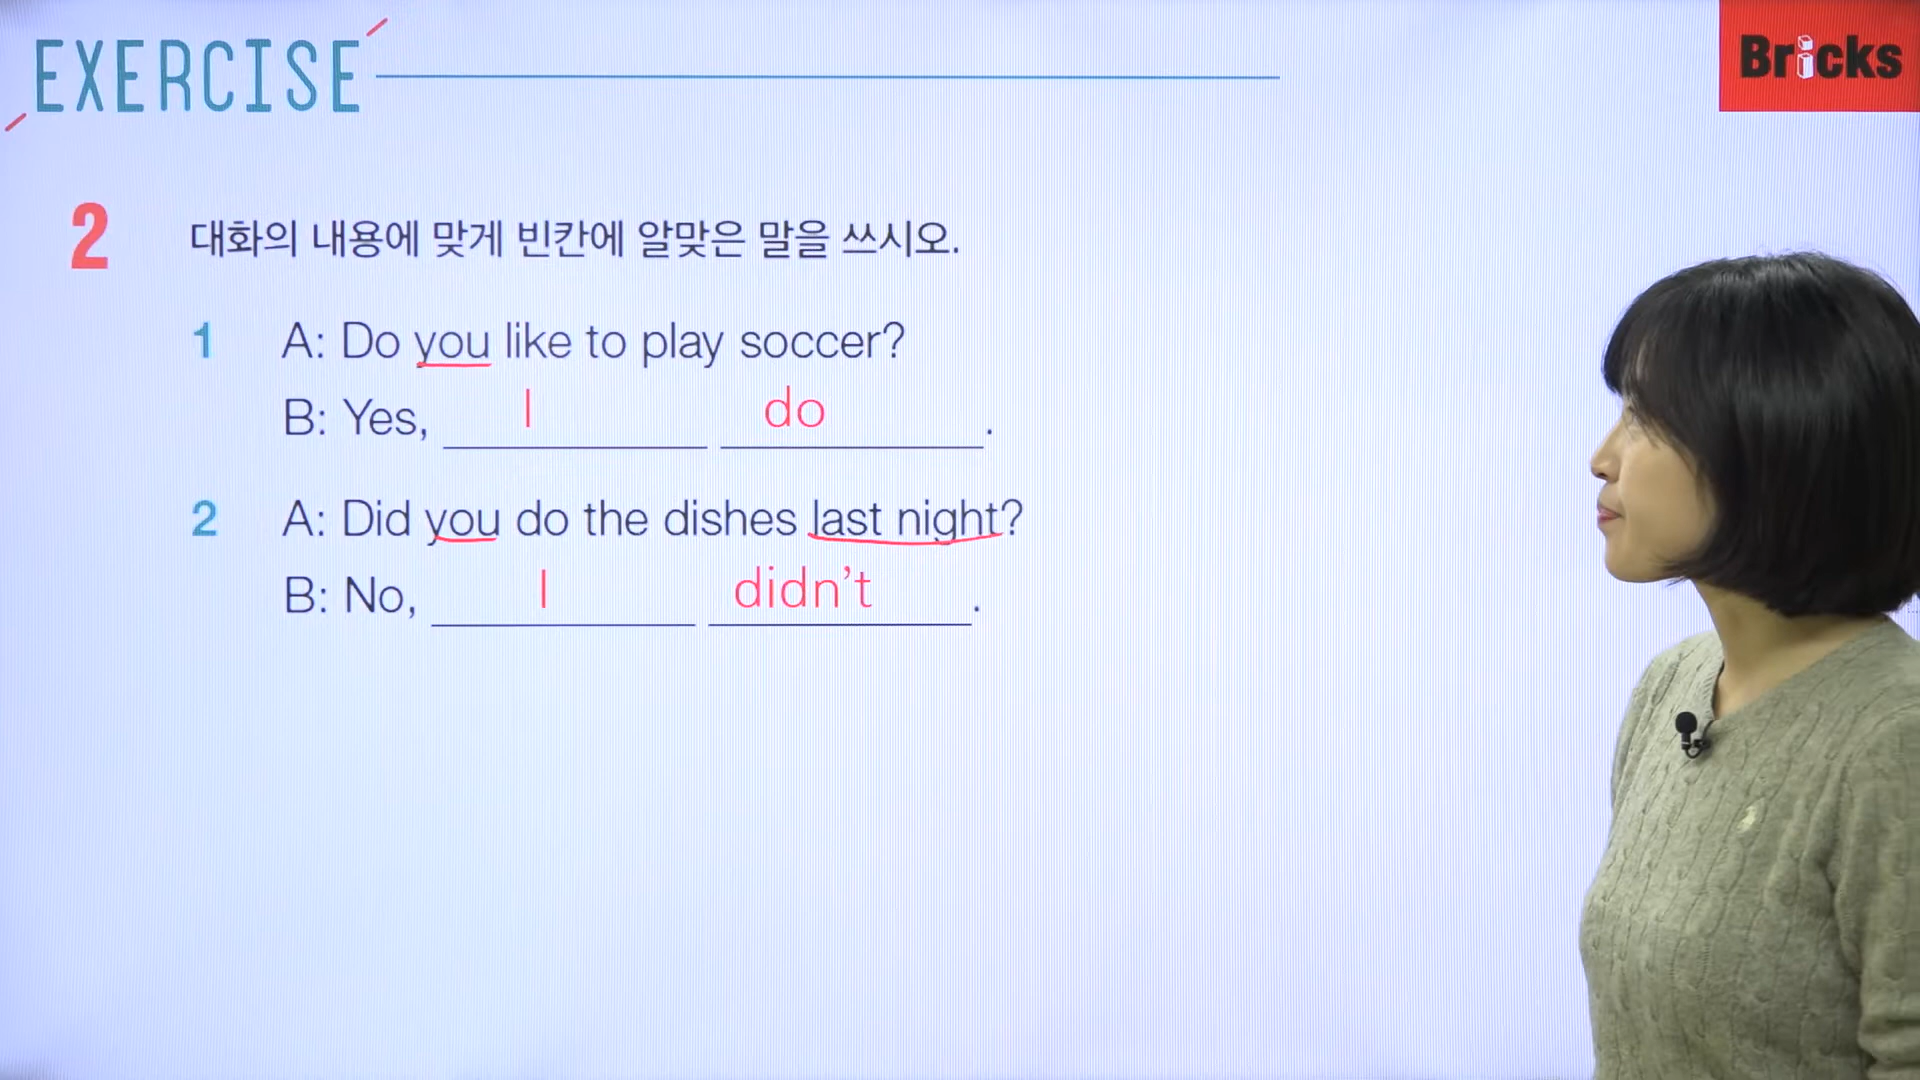 EXERCISE
Bricks
2 대화의 내용에 맞게 빈칸에 알맞은 말을 쓰시오.
1 A: Do you like to play soccer?
B: Yes, I do.
2 A: Did you do the dishes last night?
B: No, I didn't.